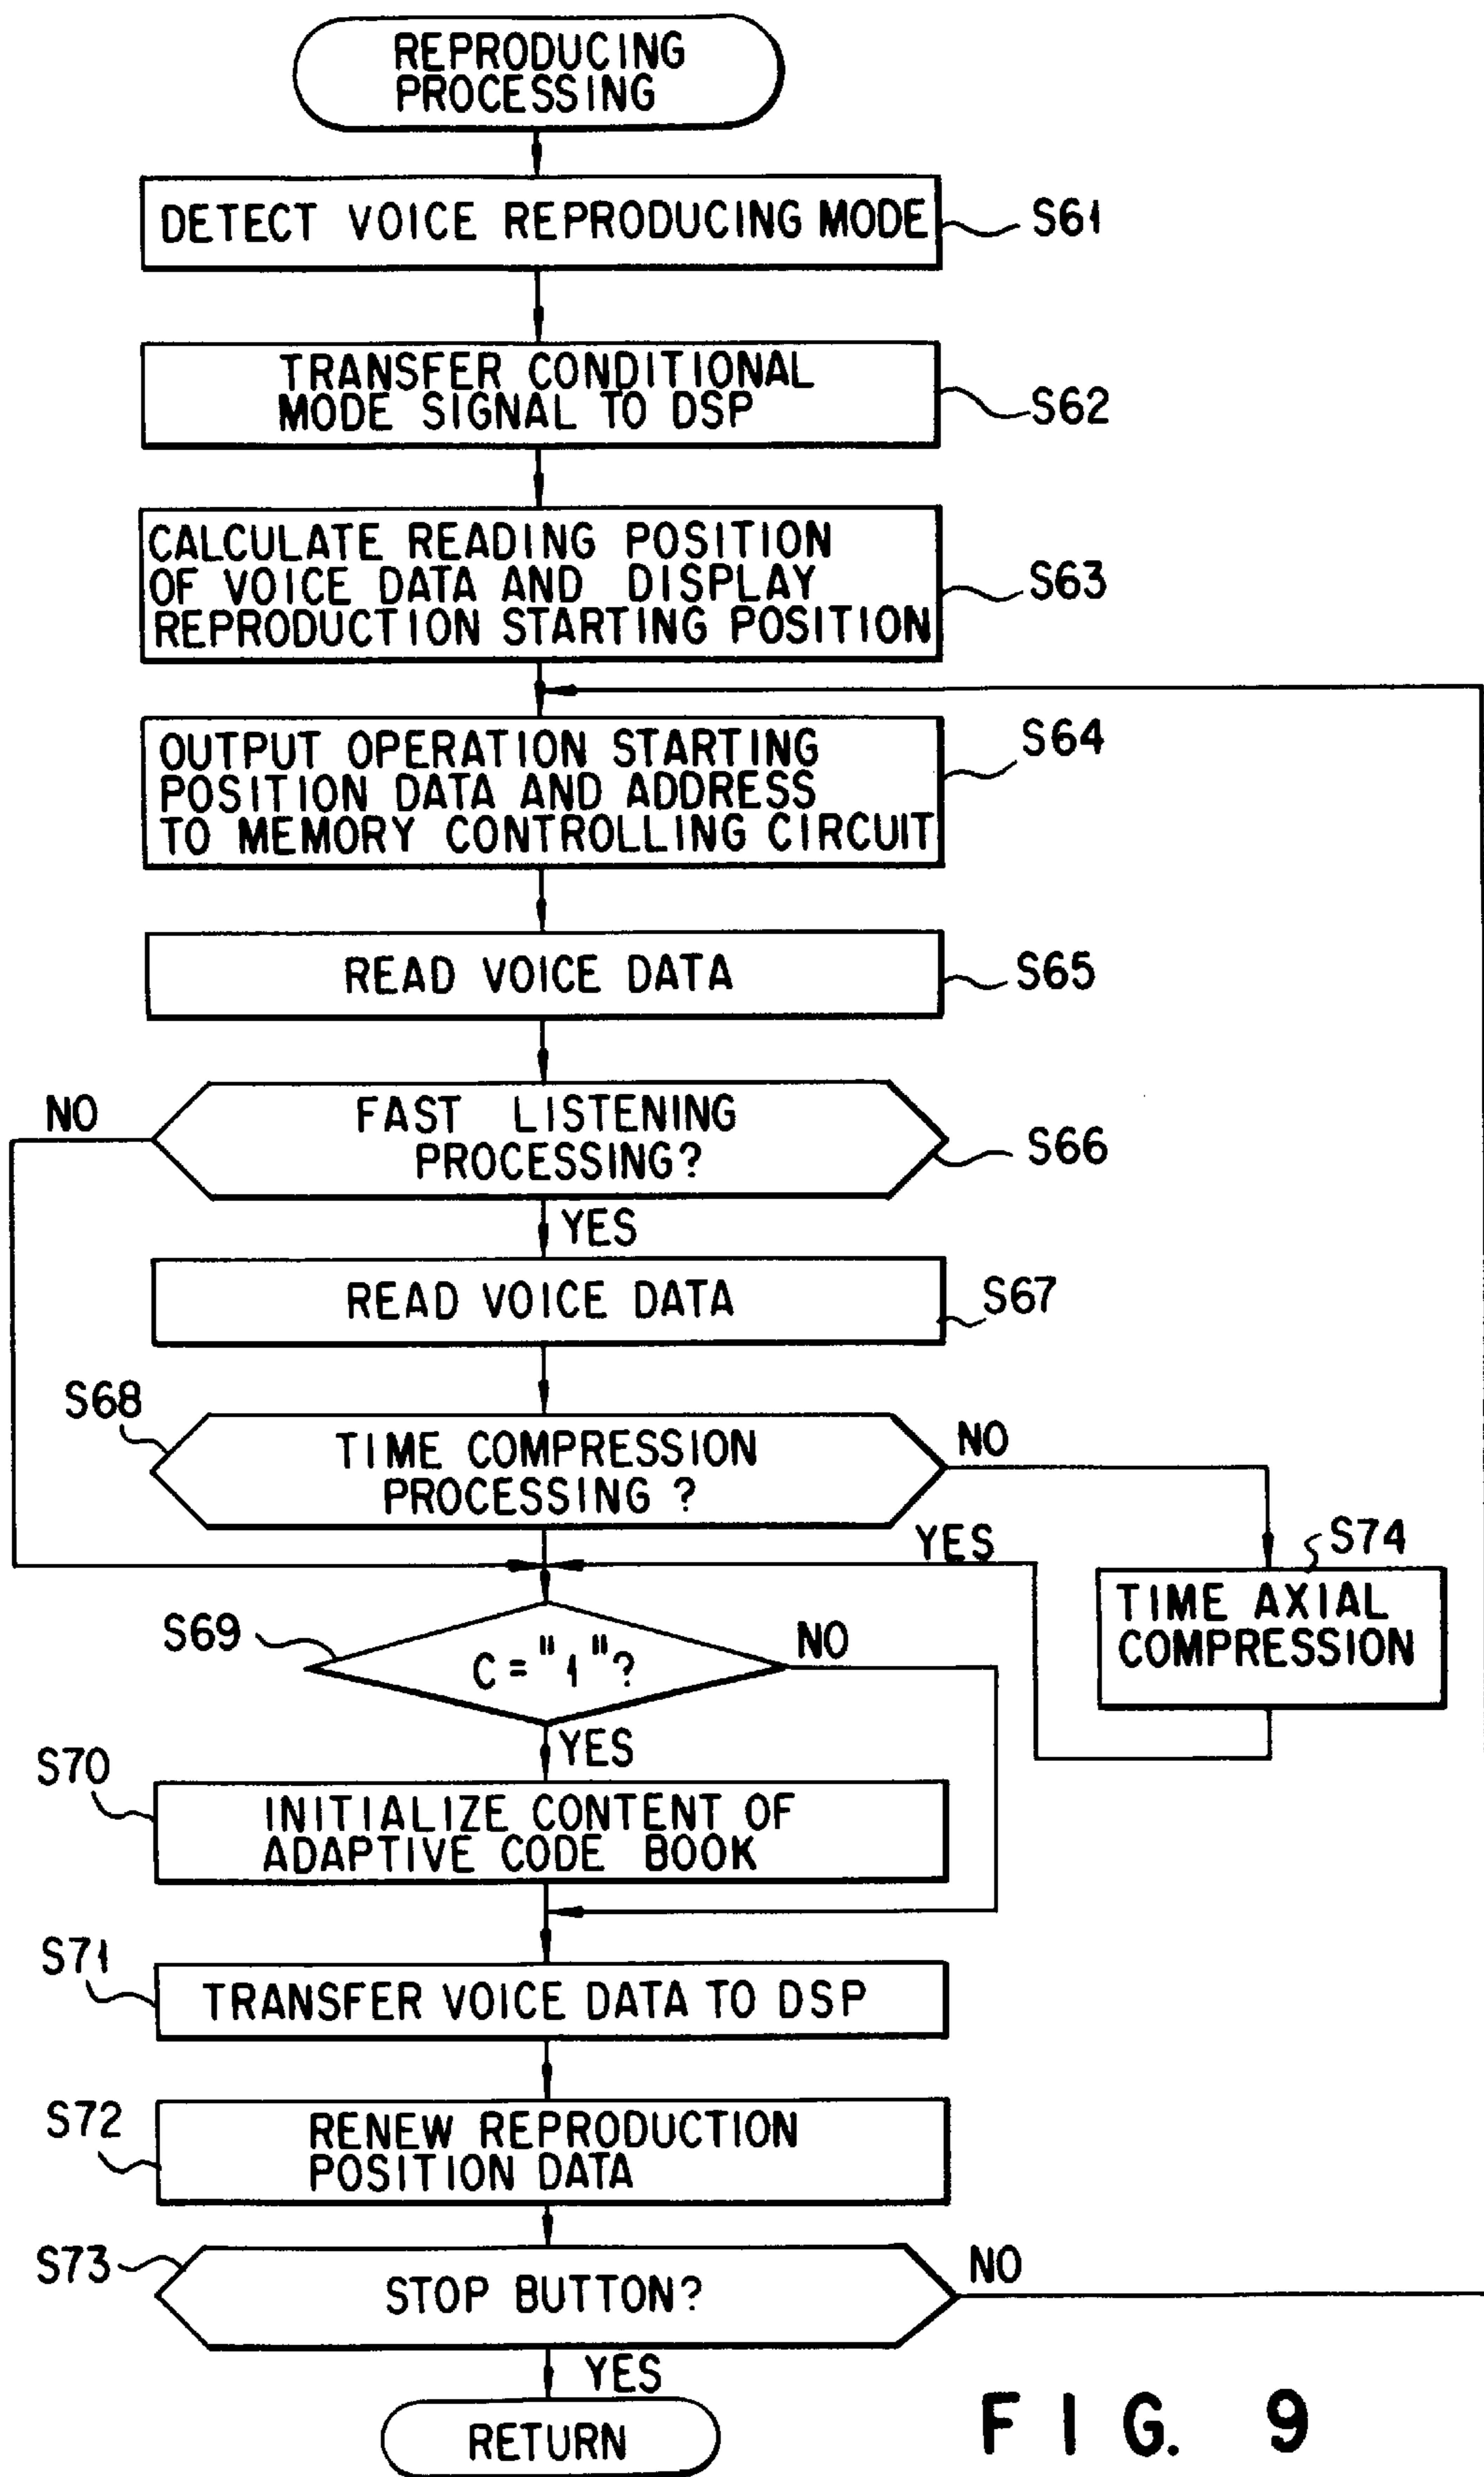 REPRODUCING
PROCESSING
DETECT VOICE REPRODUCING MODE
S61
TRANSFER CONDITIONAL
MODE SIGNAL TO DSP
S62
CALCULATE READING POSITION
OF VOICE DATA AND DISPLAY
REPRODUCTION STARTING POSITION
S63
OUTPUT OPERATION STARTING
POSITION DATA AND ADDRESS
TO MEMORY CONTROLLING CIRCUIT
S64
READ VOICE DATA
S65
NO
FAST LISTENING
PROCESSING?
S66
YES
READ VOICE DATA
S67
S68
TIME COMPRESSION
PROCESSING ?
NO
YES
S74
TIME AXIAL
COMPRESSION
S69
C = "1"?
NO
YES
S70
INITIALIZE CONTENT OF
ADAPTIVE CODE BOOK
S71
TRANSFER VOICE DATA TO DSP
S72
RENEW REPRODUCTION
POSITION DATA
S73
STOP BUTTON?
NO
YES
RETURN
FIG. 9